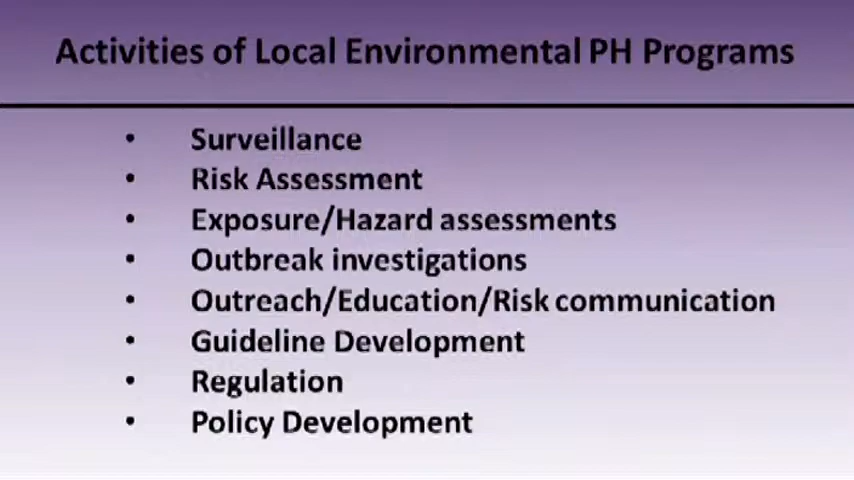 Activities of Local Environmental PH Programs
• Surveillance
• Risk Assessment
• Exposure/Hazard assessments
• Outbreak investigations
• Outreach/Education/Risk communication
• Guideline Development
• Regulation
• Policy Development